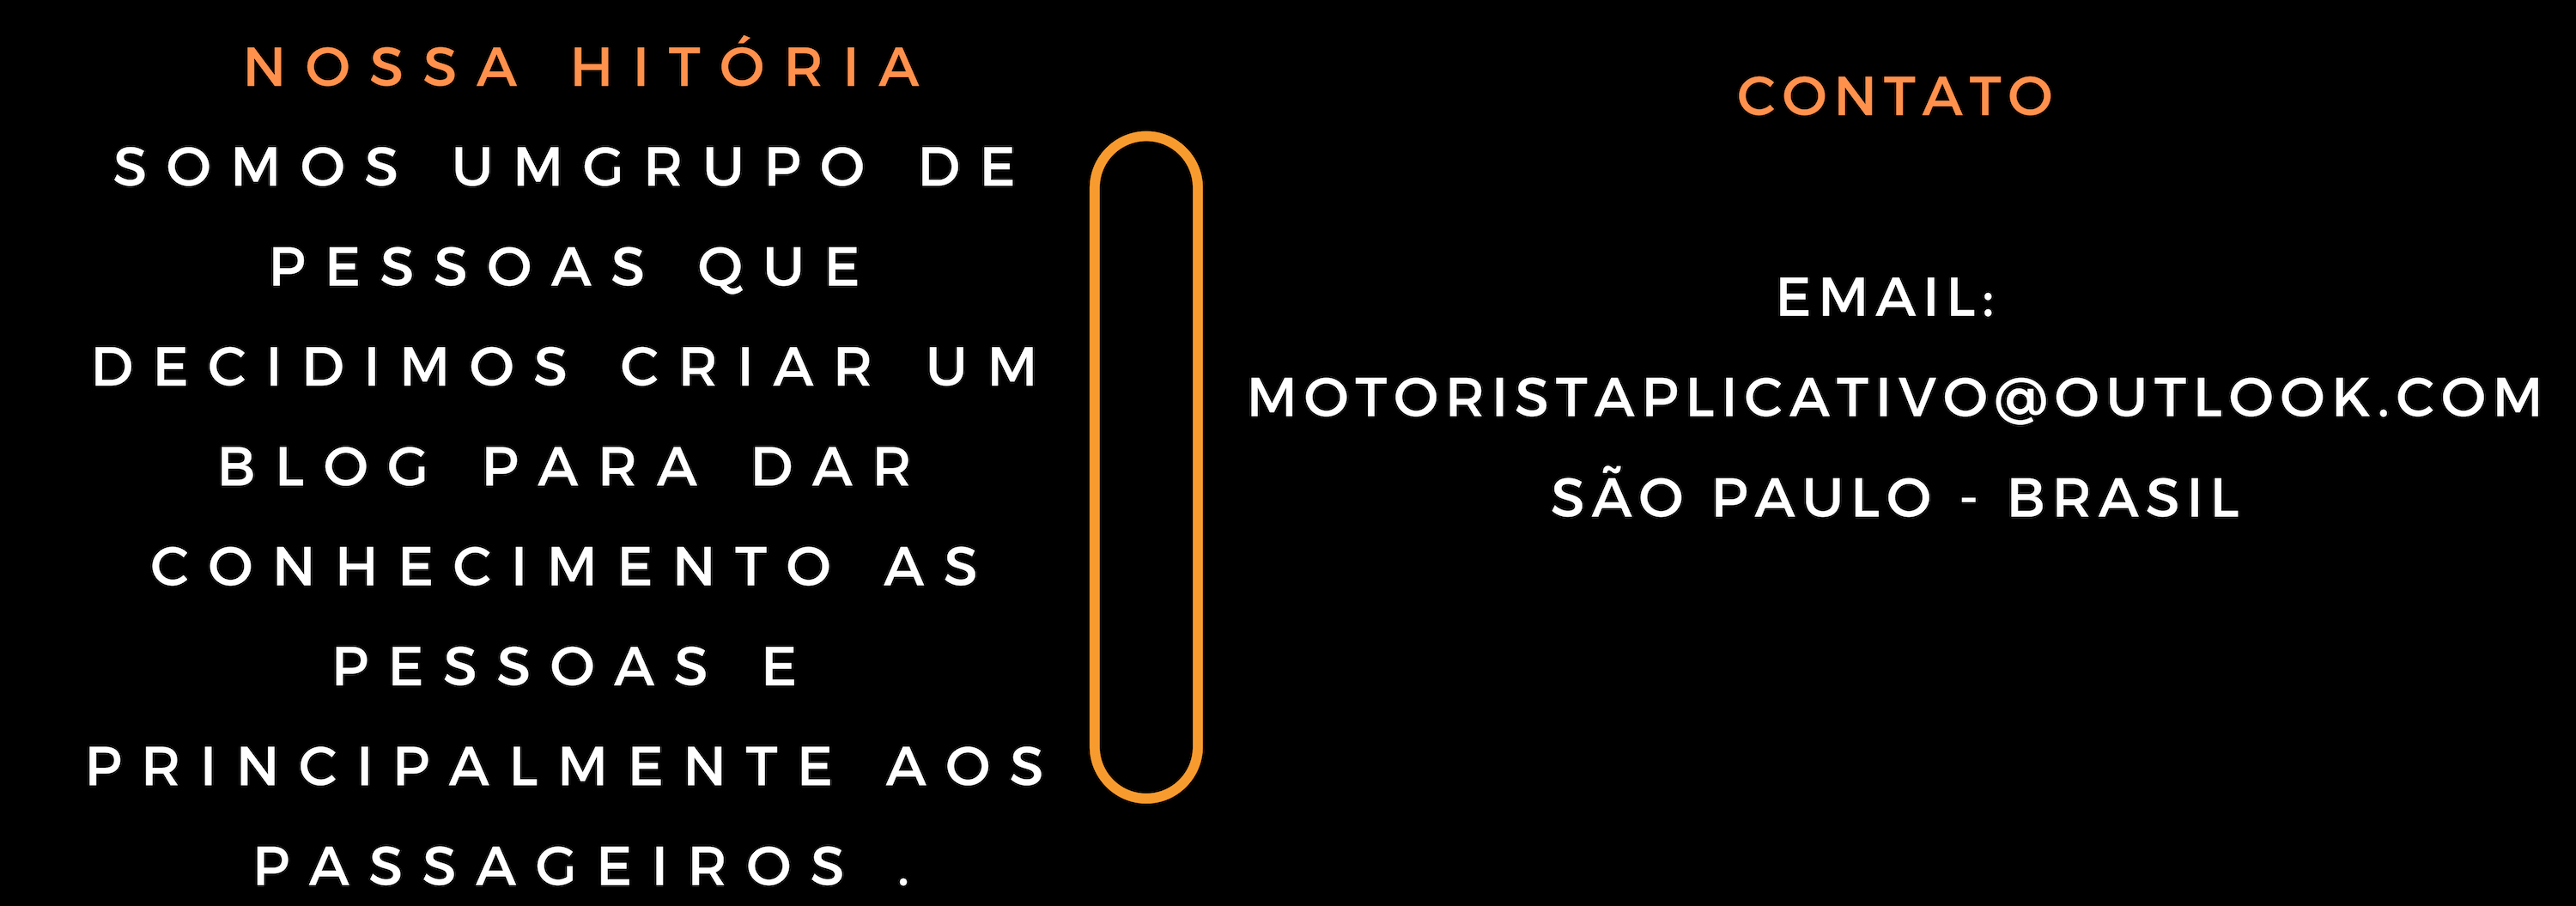 NOSSA HITÓRIA
SOMOS UMGRUPO DE
PESSOAS QUE
DECIDIMOS CRIAR UM
BLOG PARA DAR
CONHECIMENTO AS
PESSOAS E
PRINCIPALMENTE AOS
PASSAGEIROS .
CONTATO
EMAIL:
MOTORISTAPLICATIVO@OUTLOOK.COM
SÃO PAULO - BRASIL